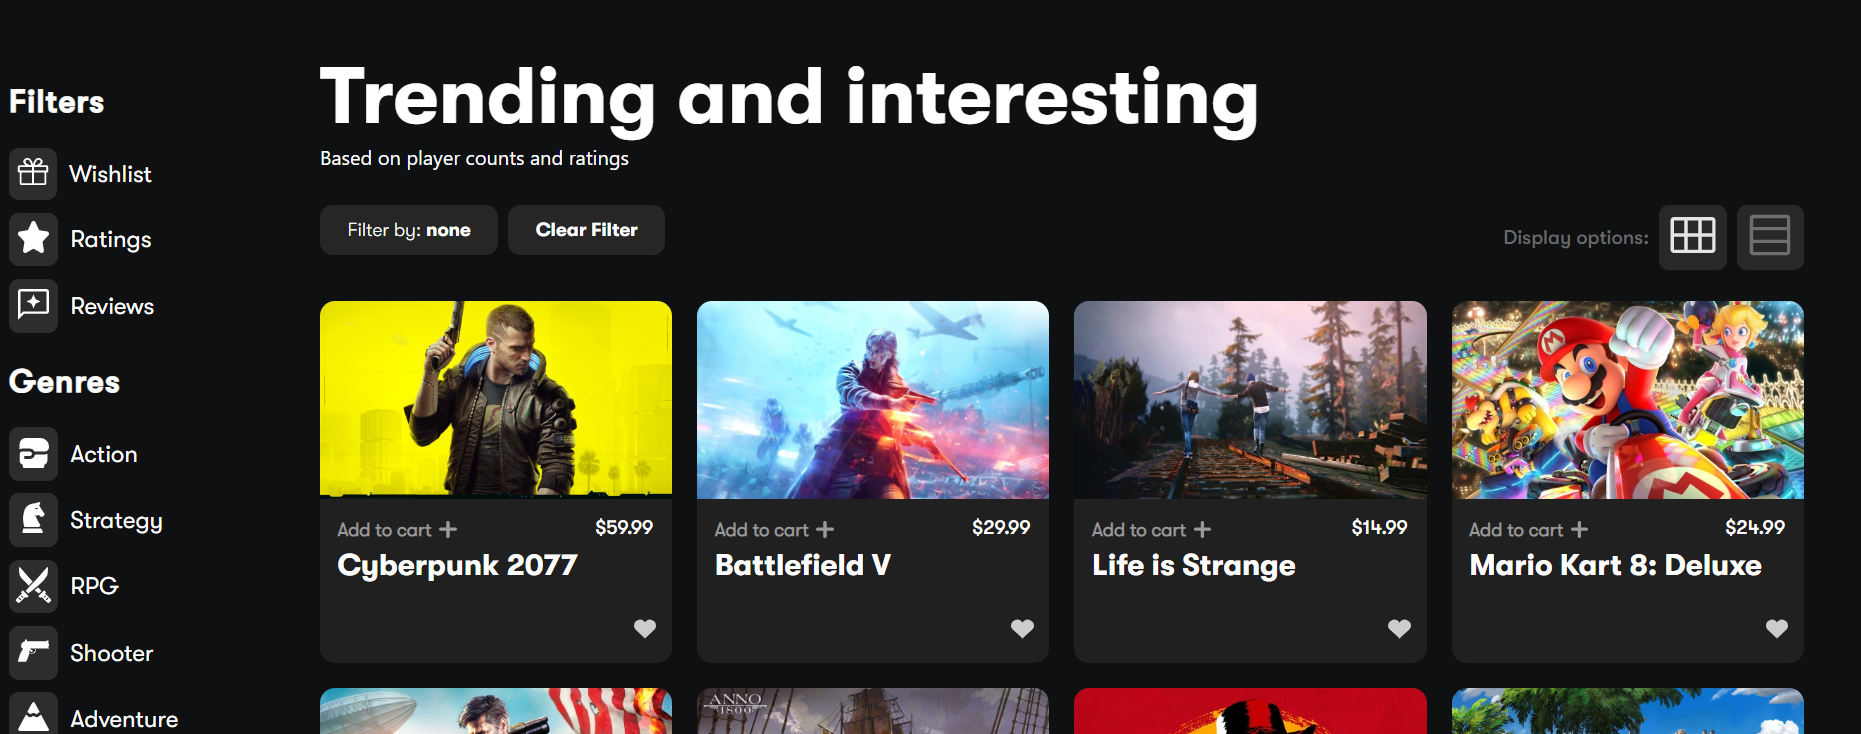 Filters
Wishlist
Ratings
Reviews
Genres
Action
Strategy
RPG
Shooter
Adventure
Trending and interesting
Based on player counts and ratings
Filter by: none
Clear Filter
Display options:
Add to cart + $59.99
Cyberpunk 2077
Add to cart + $29.99
Battlefield V
Add to cart + $14.99
Life is Strange
Add to cart + $24.99
Mario Kart 8: Deluxe
ANNO
1800